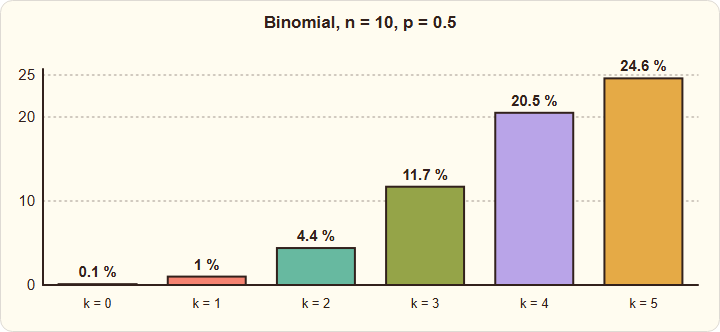 Binomial, n = 10, p = 0.5
25
20
10
0
0.1 %
1 %
4.4 %
11.7 %
20.5 %
24.6 %
k = 0
k = 1
k = 2
k = 3
k = 4
k = 5